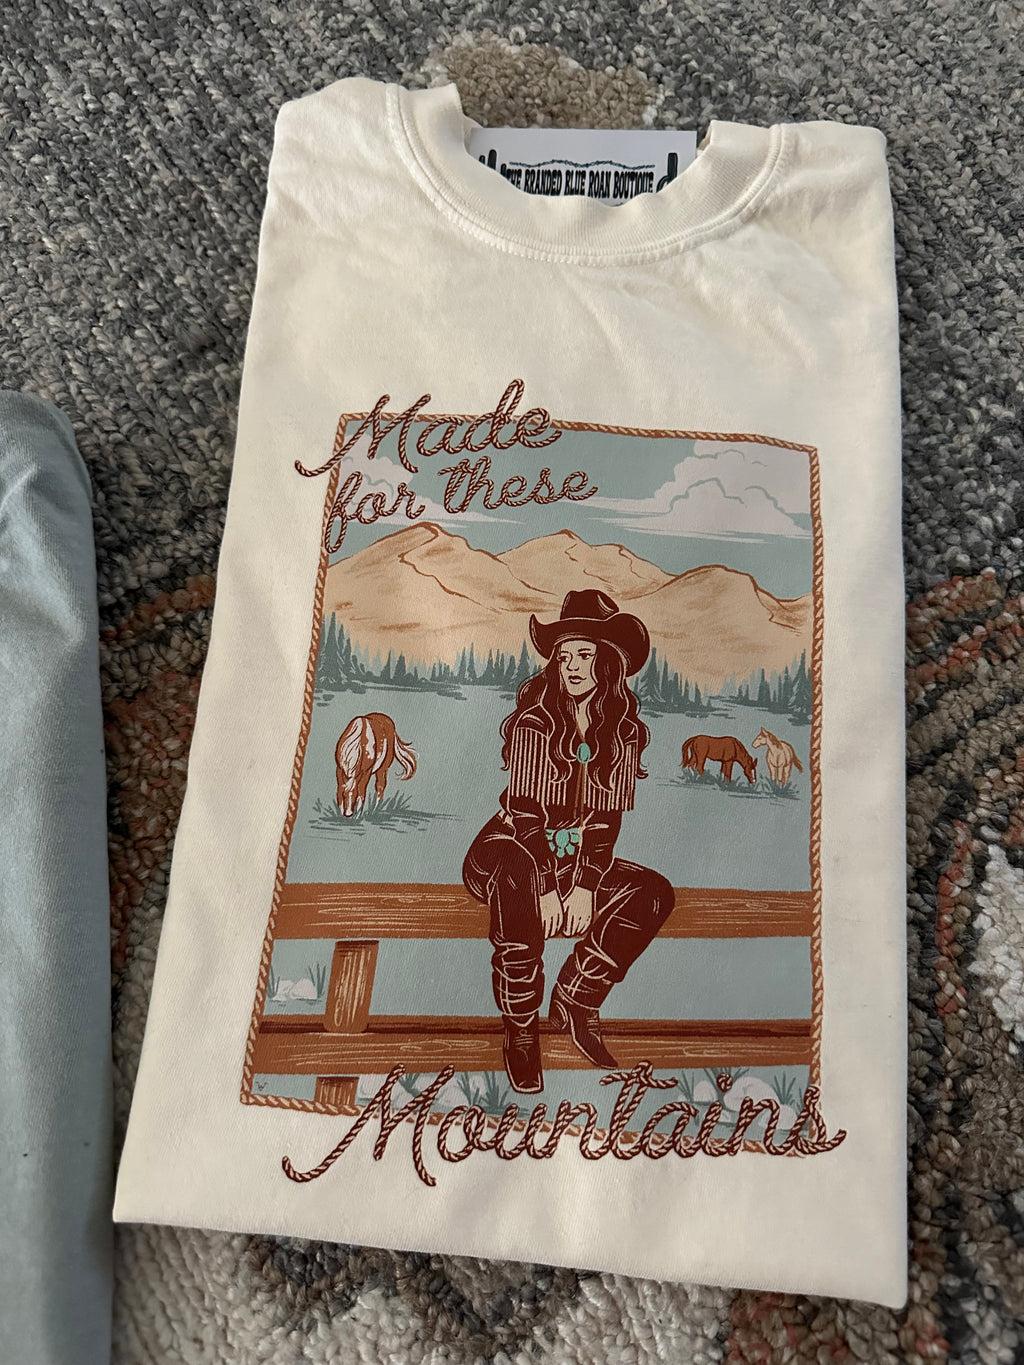 THE BRANDED BLUE ROAN BOUTIQUE
Made
for these
Mountains